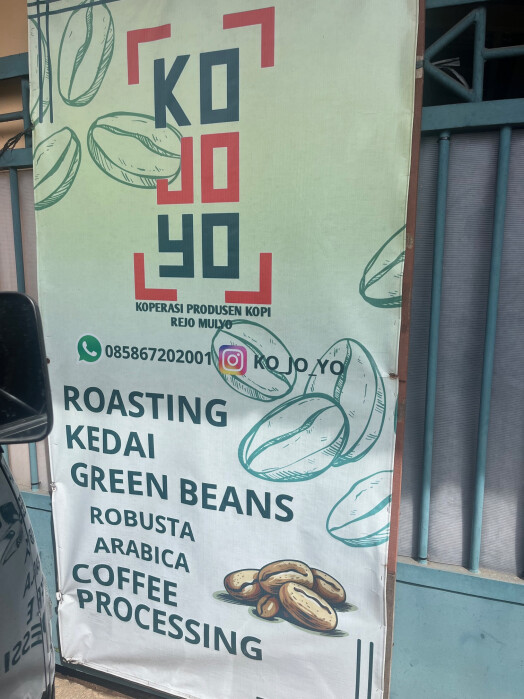 KO
JO
YO
KOPERASI PRODUSEN KOPI
REJO MULYO
085867202001 KO_JO_YO
ROASTING
KEDAI
GREEN BEANS
ROBUSTA
ARABICA
COFFEE
PROCESSING